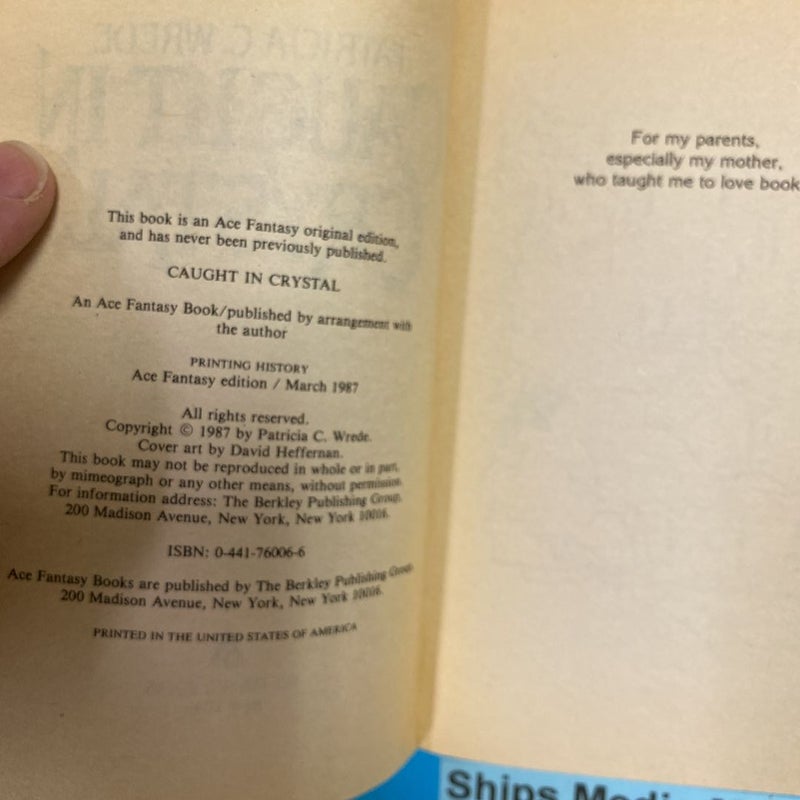 This book is an Ace Fantasy original edition,
and has never been previously published.
CAUGHT IN CRYSTAL
An Ace Fantasy Book/published by arrangement with
the author
PRINTING HISTORY
Ace Fantasy edition / March 1987
All rights reserved.
Copyright © 1987 by Patricia C. Wrede.
Cover art by David Heffernan.
This book may not be reproduced in whole or in part,
by mimeograph or any other means, without permission.
For information address: The Berkley Publishing Group,
200 Madison Avenue, New York, New York 10016.
ISBN: 0-441-76006-6
Ace Fantasy Books are published by The Berkley Publishing Group,
200 Madison Avenue, New York, New York 10016.
PRINTED IN THE UNITED STATES OF AMERICA
For my parents,
especially my mother,
who taught me to love book
Ships